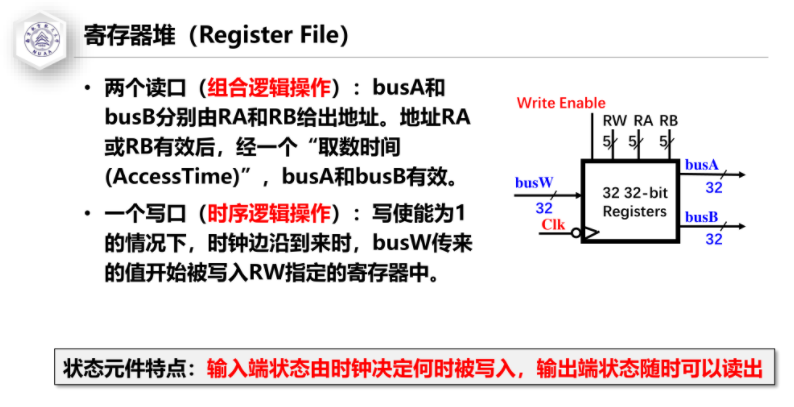 寄存器堆（Register File）
• 两个读口（组合逻辑操作）：busA和
busB分别由RA和RB给出地址。地址RA
或RB有效后，经一个“取数时间
(AccessTime)”，busA和busB有效。
• 一个写口（时序逻辑操作）：写使能为1
的情况下，时钟边沿到来时，busW传来
的值开始被写入RW指定的寄存器中。
Write Enable
RW RA RB
5 5 5
busA
32
busW
32
32 32-bit
Registers
Clk
busB
32
状态元件特点：输入端状态由时钟决定何时被写入，输出端状态随时可以读出